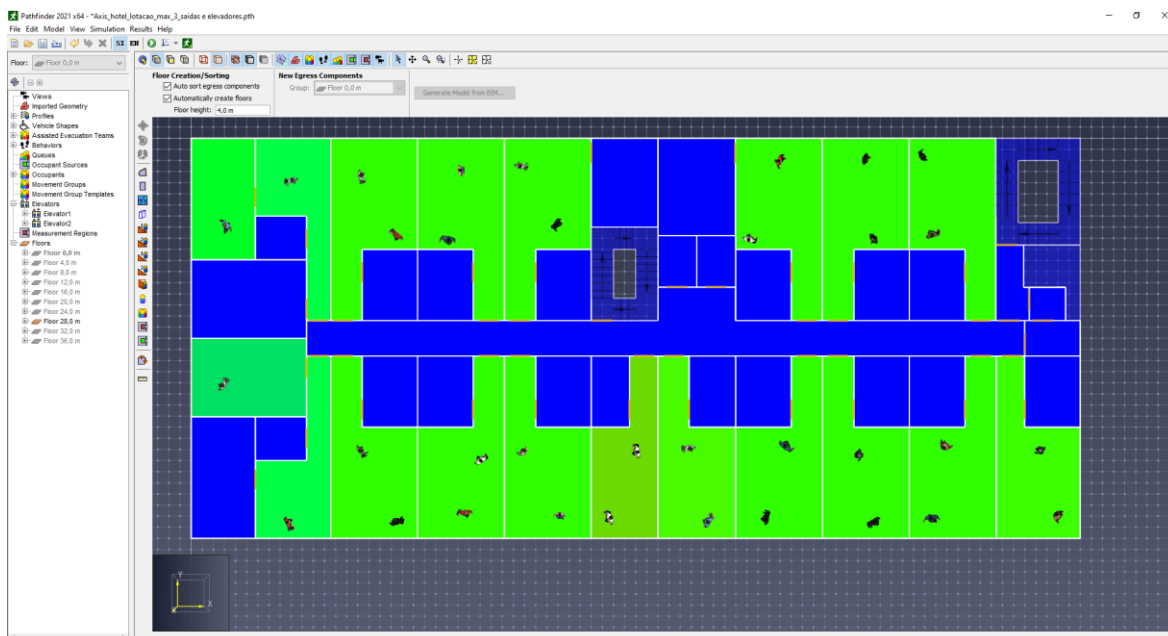 Pathfinder 2021 x64 - *Axis_hotel_lotacao_max_3_saidas e elevadores.pth
File Edit Model View Simulation Results Help
SI EN
Floor: Floor 0,0 m
Floor Creation/Sorting
Auto sort egress components
Automatically create floors
Floor height: 4,0 m
New Egress Components
Group: Floor 0,0 m
Generate Model from BIM...
Views
Imported Geometry
Profiles
Vehicle Shapes
Assisted Evacuation Teams
Behaviors
Queues
Occupant Sources
Occupants
Movement Groups
Movement Group Templates
Elevators
Elevator1
Elevator2
Measurement Regions
Floors
Floor 0,0 m
Floor 4,0 m
Floor 8,0 m
Floor 12,0 m
Floor 16,0 m
Floor 20,0 m
Floor 24,0 m
Floor 28,0 m
Floor 32,0 m
Floor 36,0 m
Y
Z
X